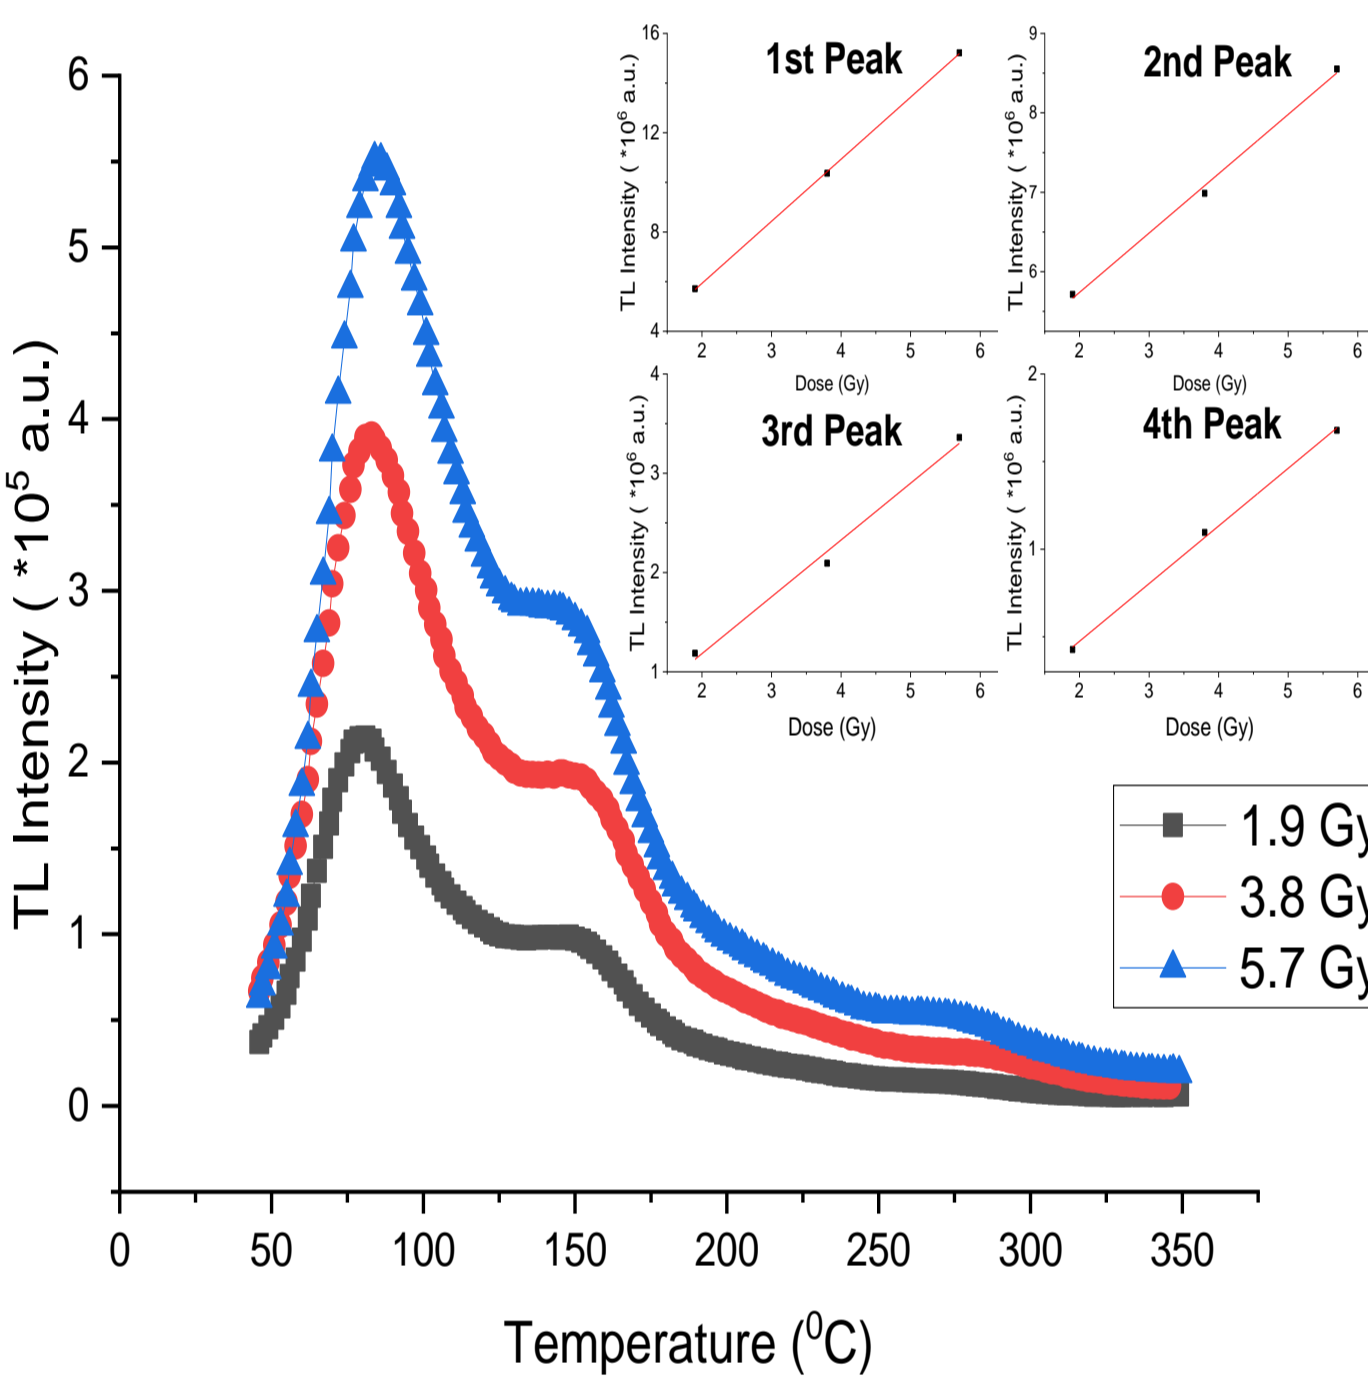 TL Intensity ( *10⁵ a.u.)
6
5
4
3
2
1
0
0 50 100 150 200 250 300 350
Temperature (⁰C)
1st Peak
TL Intensity ( *10⁶ a.u.)
16
12
8
4
2 3 4 5 6
Dose (Gy)
2nd Peak
TL Intensity ( *10⁶ a.u.)
9
8
7
6
2 3 4 5 6
Dose (Gy)
3rd Peak
TL Intensity ( *10⁶ a.u.)
4
3
2
1
2 3 4 5 6
Dose (Gy)
4th Peak
TL Intensity ( *10⁶ a.u.)
2
1
2 3 4 5 6
Dose (Gy)
1.9 Gy
3.8 Gy
5.7 Gy